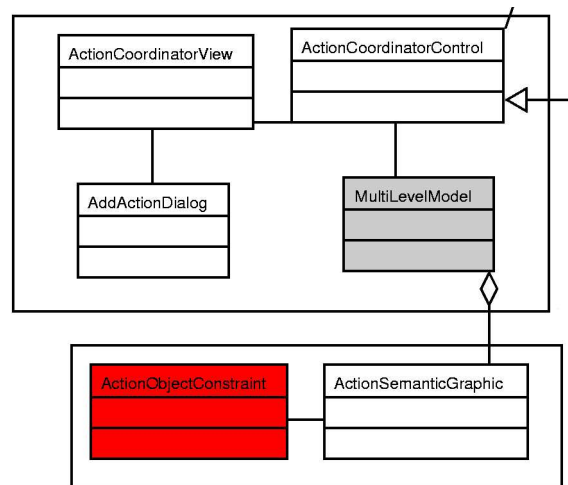 ActionCoordinatorView
ActionCoordinatorControl
AddActionDialog
MultiLevelModel
ActionObjectConstraint
ActionSemanticGraphic